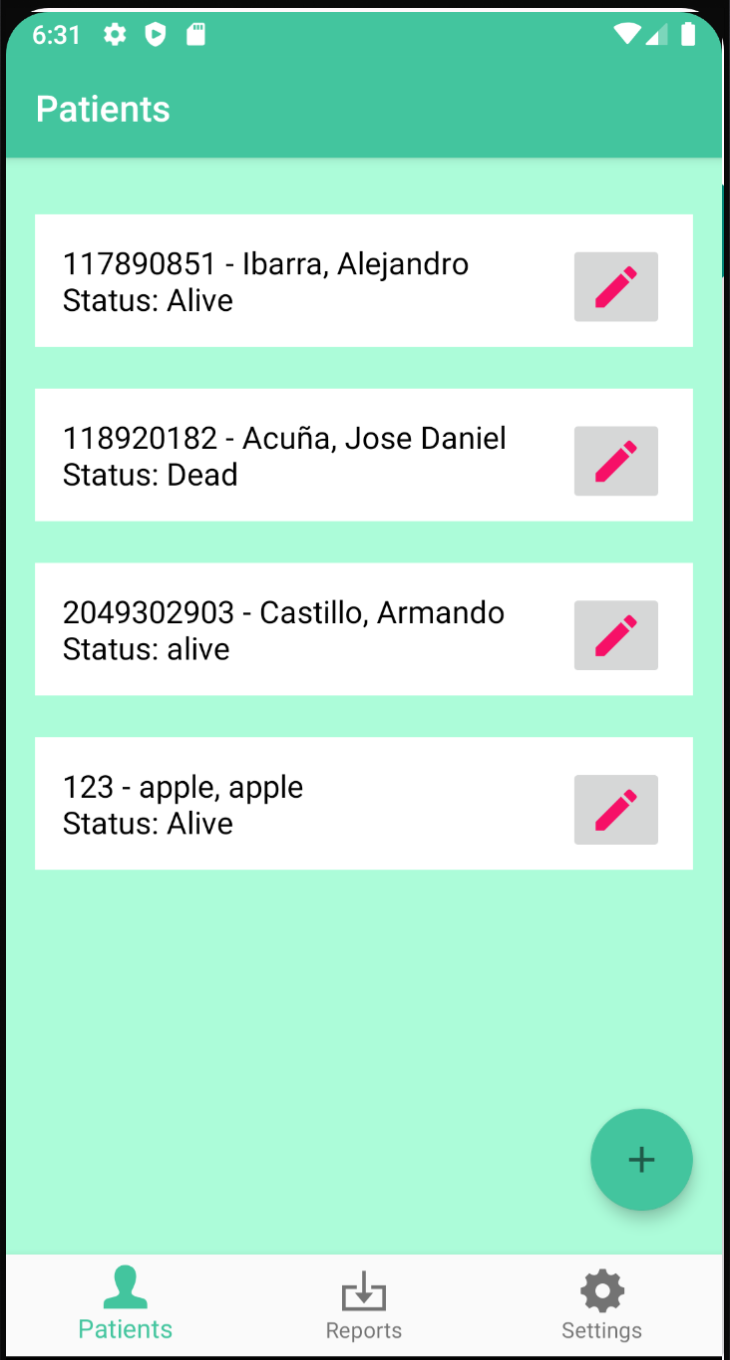 6:31
Patients
117890851 - Ibarra, Alejandro
Status: Alive
118920182 - Acuña, Jose Daniel
Status: Dead
2049302903 - Castillo, Armando
Status: alive
123 - apple, apple
Status: Alive
+
Patients
Reports
Settings